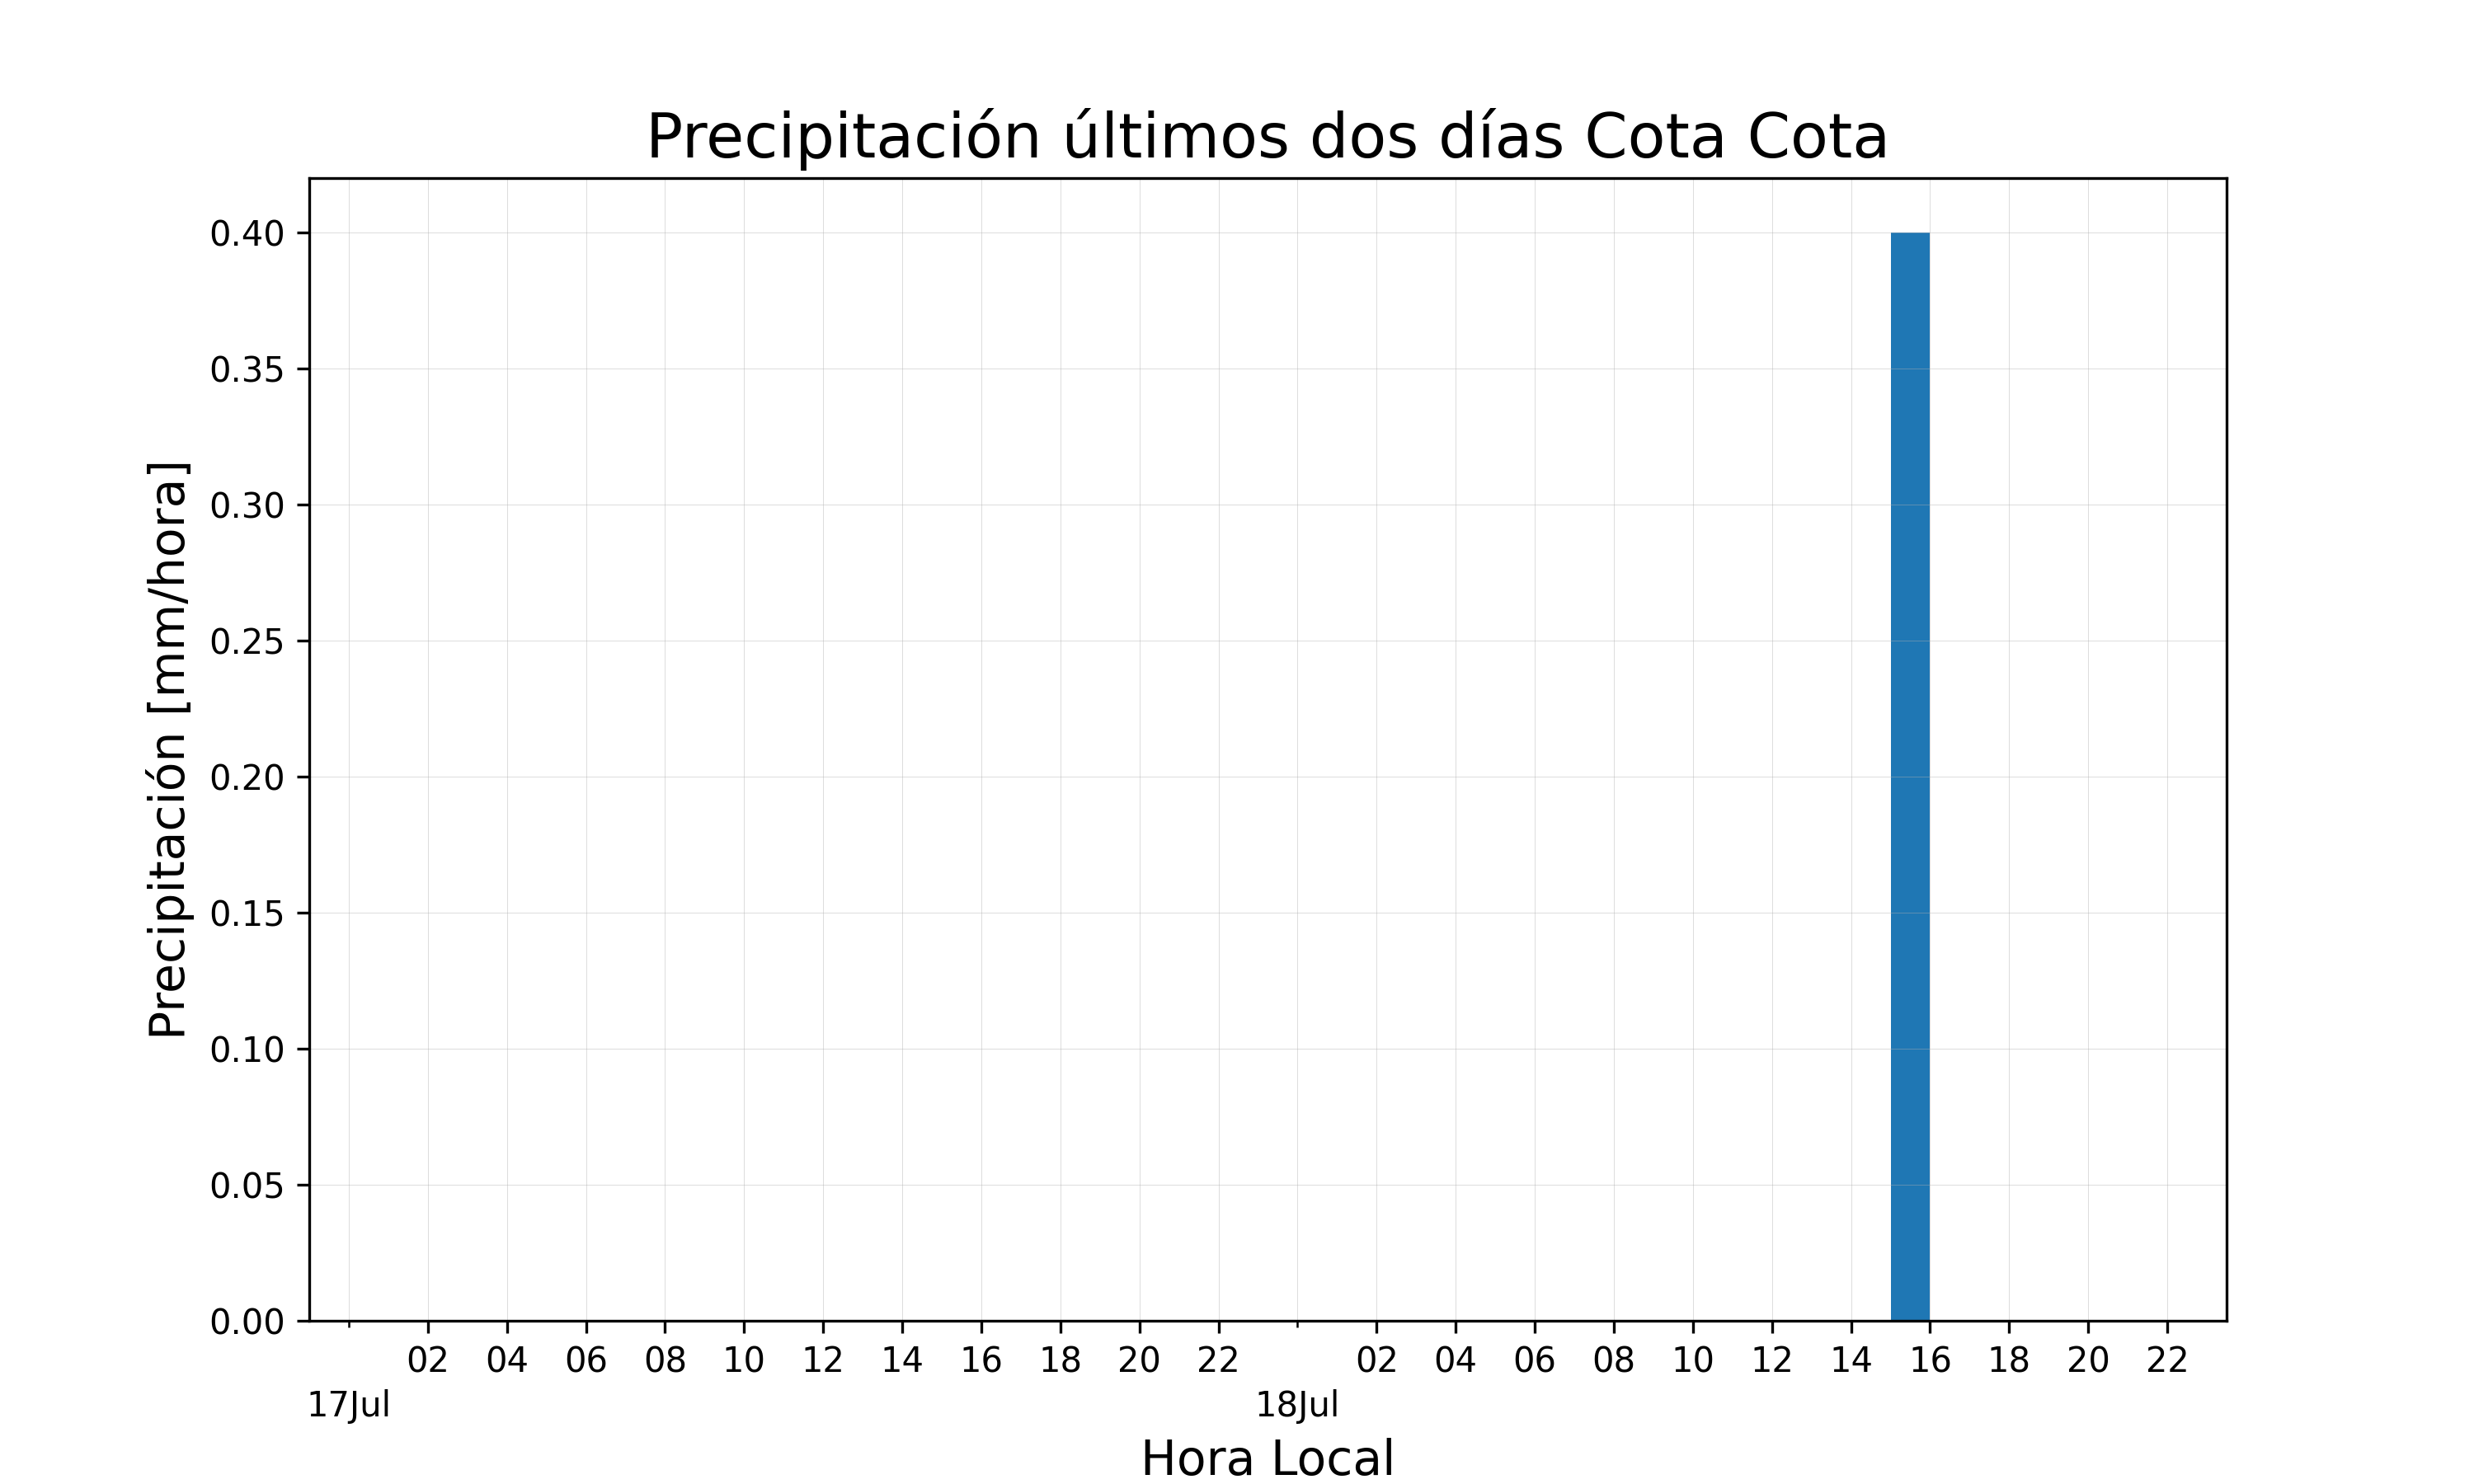 Precipitación últimos dos días Cota Cota
Precipitación [mm/hora]
0.40
0.35
0.30
0.25
0.20
0.15
0.10
0.05
0.00
02 04 06 08 10 12 14 16 18 20 22 02 04 06 08 10 12 14 16 18 20 22
17Jul 18Jul
Hora Local